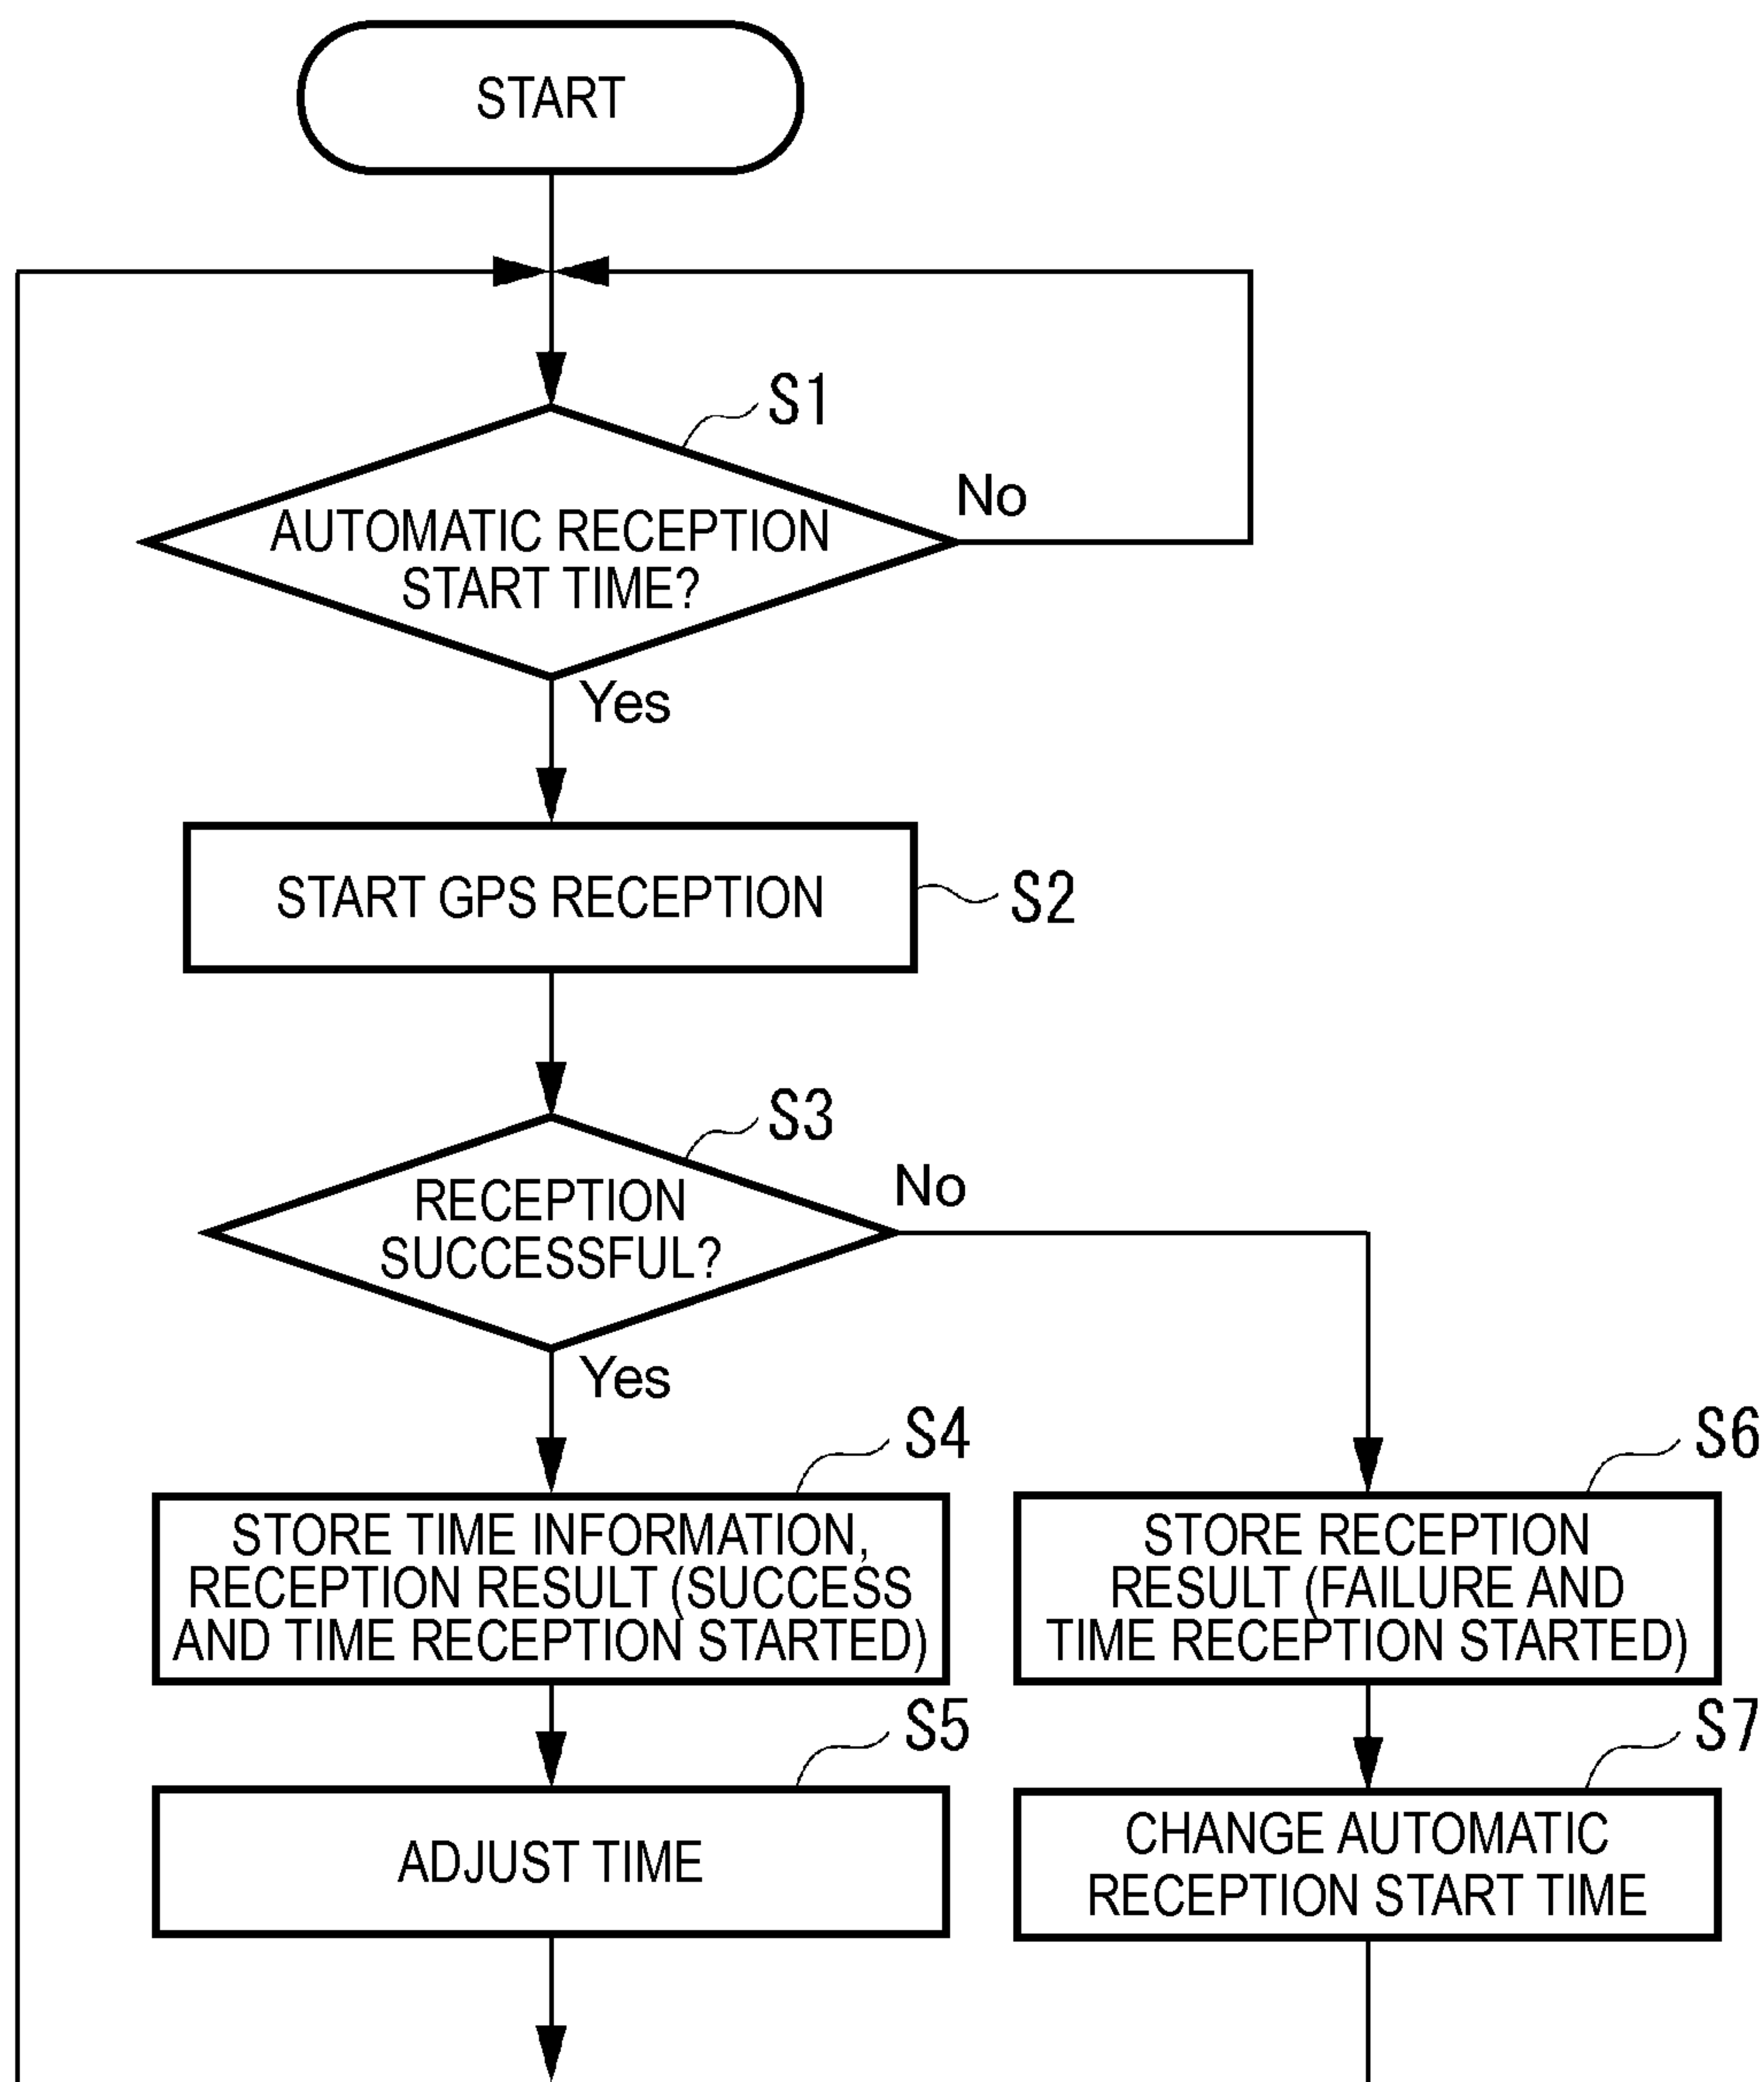 START
S1
No
AUTOMATIC RECEPTION
START TIME?
Yes
START GPS RECEPTION
S2
S3
No
RECEPTION
SUCCESSFUL?
Yes
S4
STORE TIME INFORMATION,
RECEPTION RESULT (SUCCESS
AND TIME RECEPTION STARTED)
S6
STORE RECEPTION
RESULT (FAILURE AND
TIME RECEPTION STARTED)
S5
ADJUST TIME
S7
CHANGE AUTOMATIC
RECEPTION START TIME